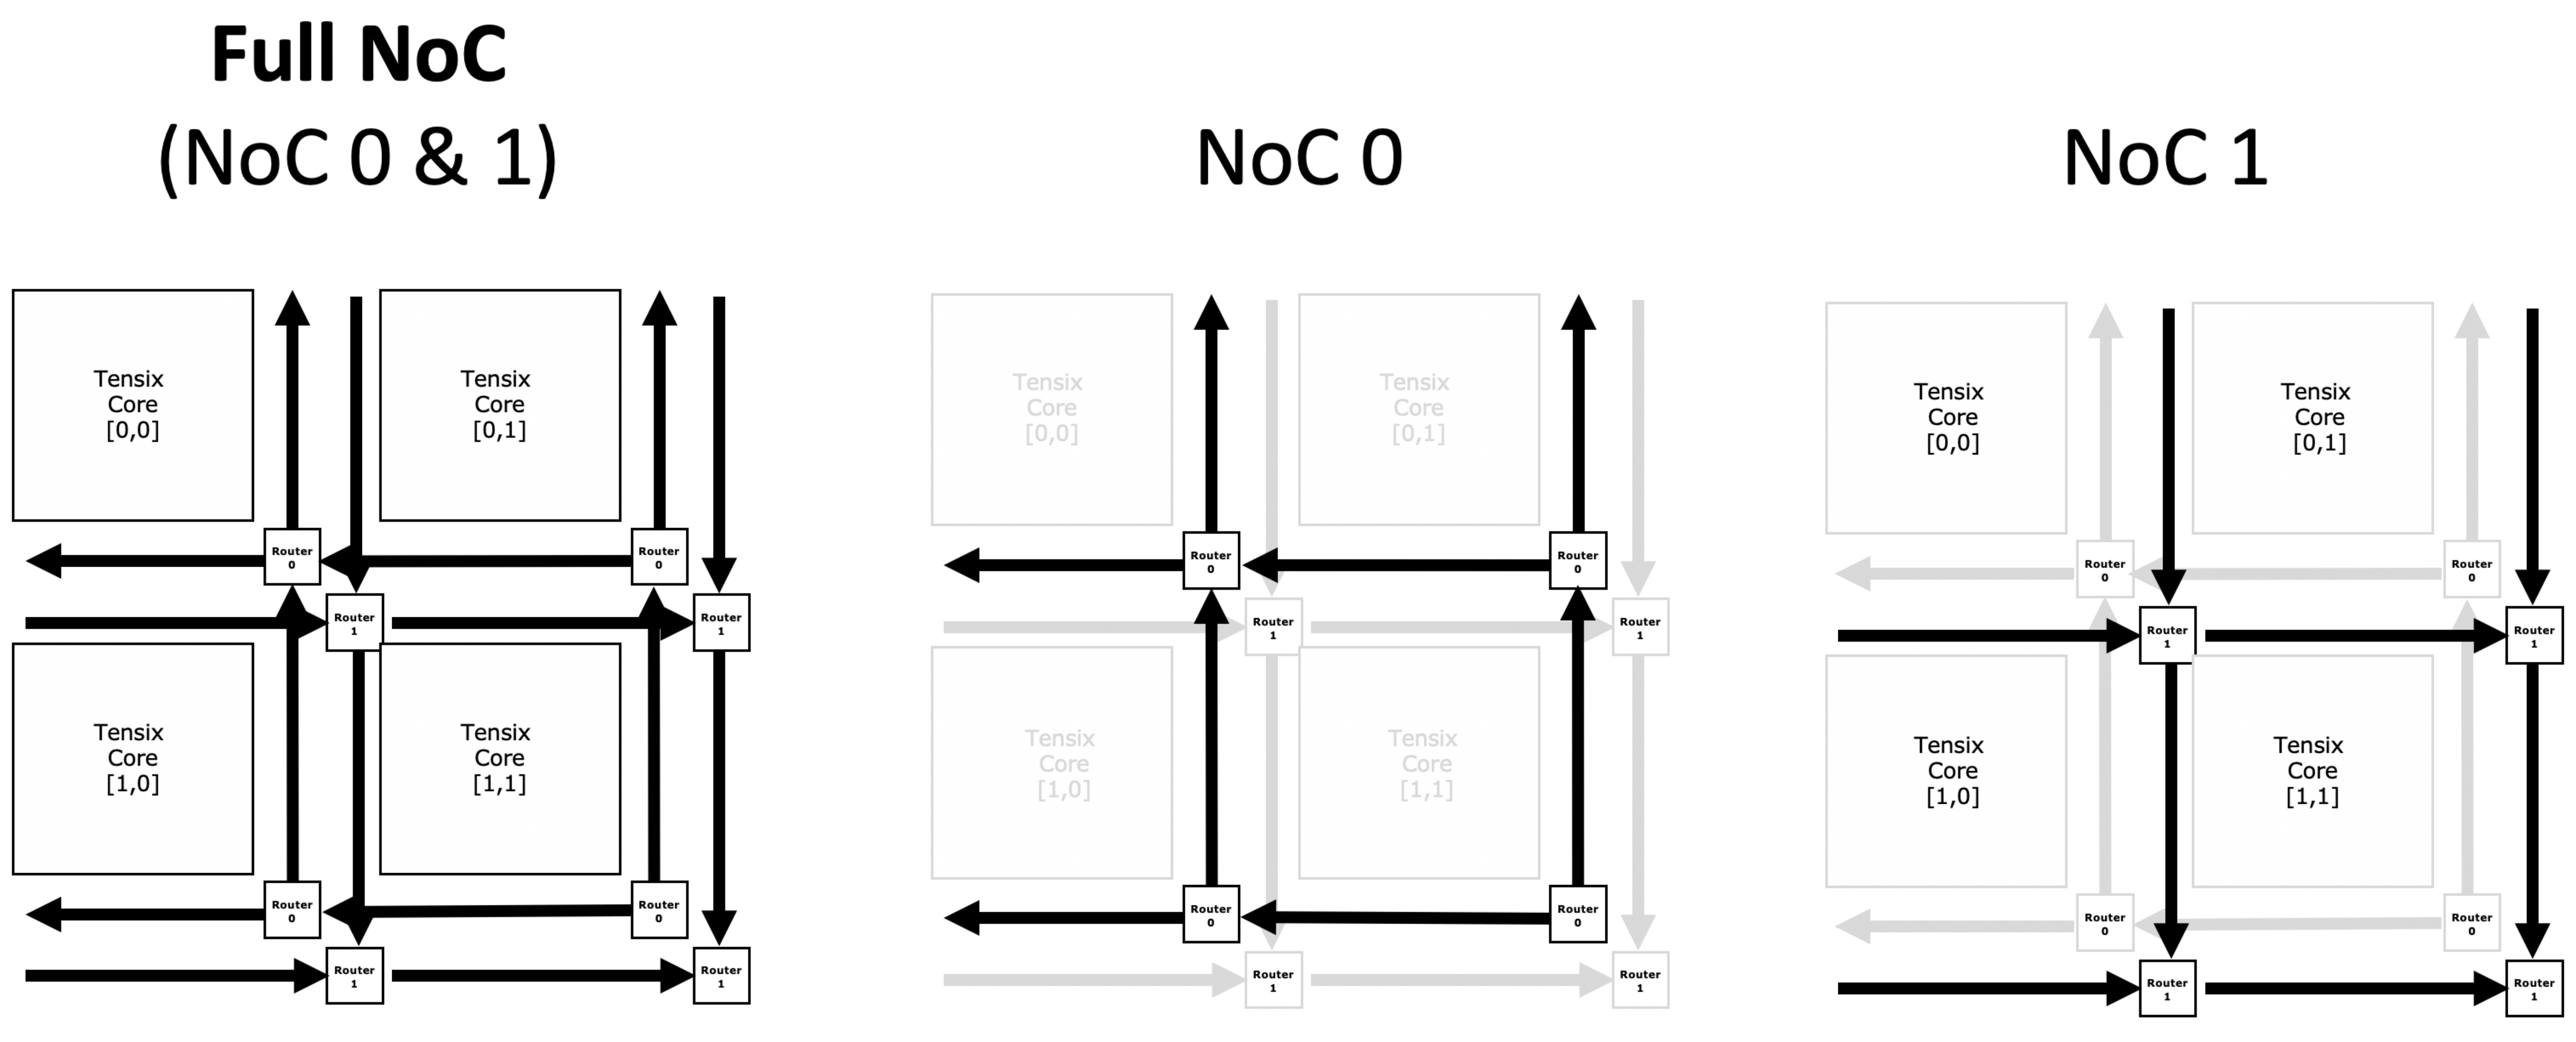 Full NoC
(NoC 0 & 1)
NoC 0
NoC 1
Tensix
Core
[0,0]
Tensix
Core
[0,1]
Router
0
Router
0
Router
1
Router
1
Tensix
Core
[1,0]
Tensix
Core
[1,1]
Router
0
Router
0
Router
1
Router
1
Tensix
Core
[0,0]
Tensix
Core
[0,1]
Router
0
Router
0
Router
1
Router
1
Tensix
Core
[1,0]
Tensix
Core
[1,1]
Router
0
Router
0
Router
1
Router
1
Tensix
Core
[0,0]
Tensix
Core
[0,1]
Router
0
Router
0
Router
1
Router
1
Tensix
Core
[1,0]
Tensix
Core
[1,1]
Router
0
Router
0
Router
1
Router
1